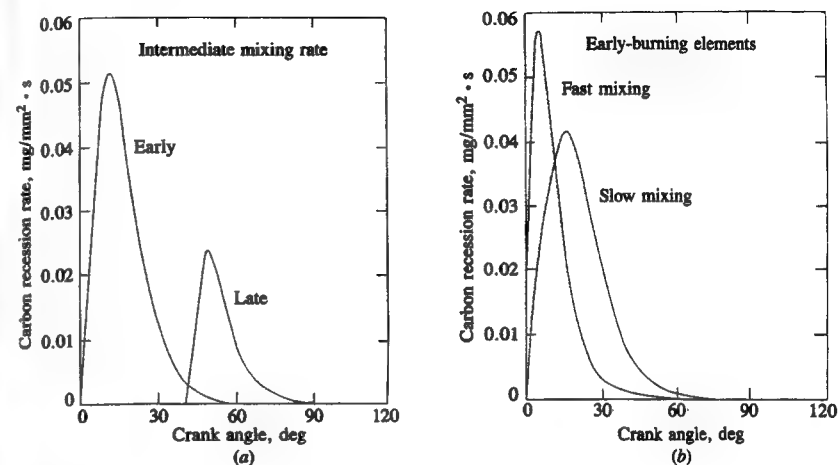 0.06
0.05
0.04
0.03
0.02
0.01
0
Carbon recession rate, mg/mm² • s
Intermediate mixing rate
Early
Late
0 30 60 90 120
Crank angle, deg
(a)
0.06
0.05
0.04
0.03
0.02
0.01
0
Carbon recession rate, mg/mm² • s
Early-burning elements
Fast mixing
Slow mixing
0 30 60 90 120
Crank angle, deg
(b)